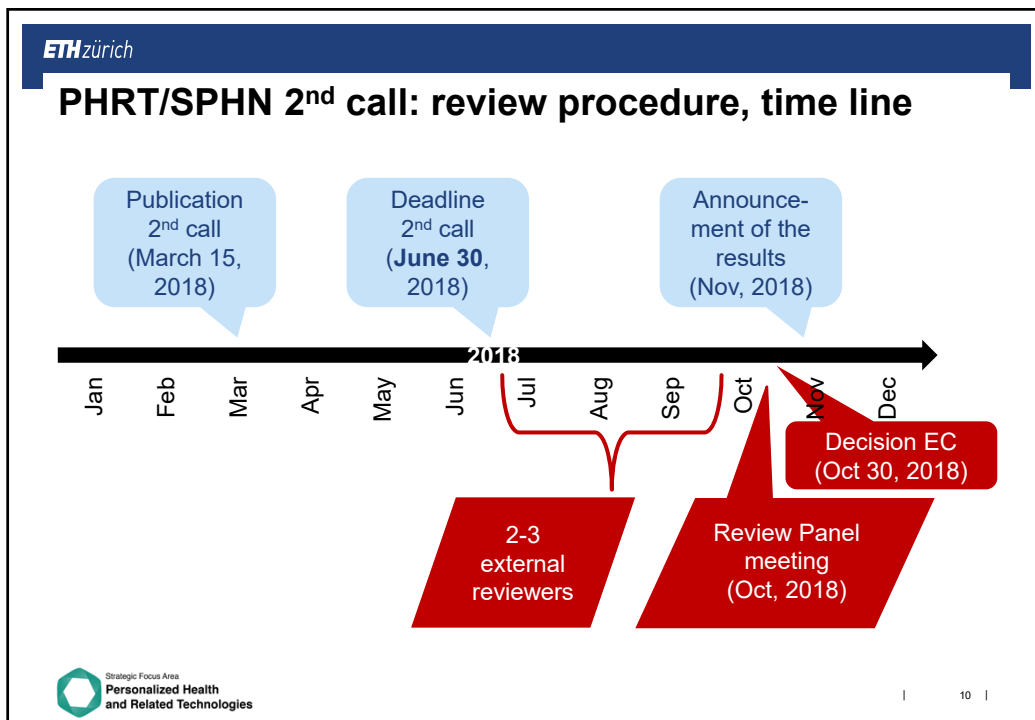 ETH zürich
PHRT/SPHN 2nd call: review procedure, time line
Publication
2nd call
(March 15,
2018)
Deadline
2nd call
(June 30,
2018)
Announce-
ment of the
results
(Nov, 2018)
2018
Jan
Feb
Mar
Apr
May
Jun
Jul
Aug
Sep
Oct
Nov
Dec
Decision EC
(Oct 30, 2018)
2-3
external
reviewers
Review Panel
meeting
(Oct, 2018)
Strategic Focus Area
Personalized Health
and Related Technologies
| 10 |